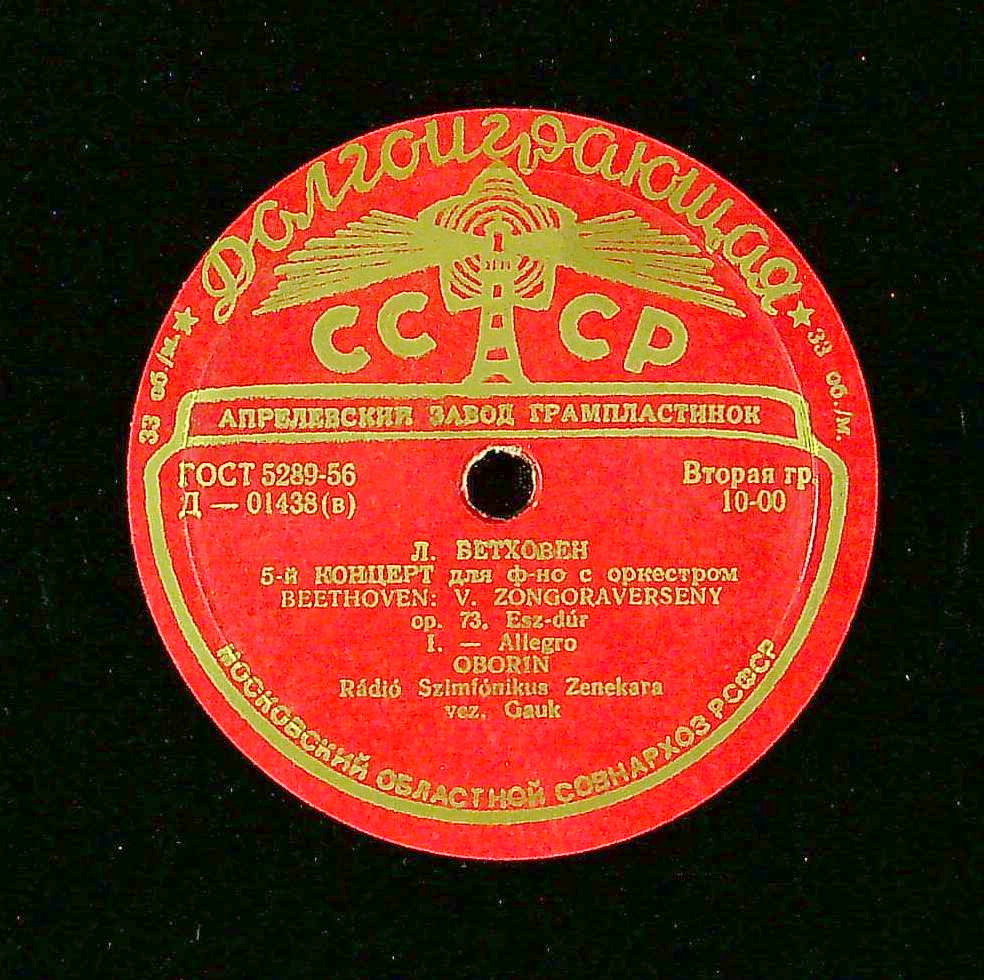 Долгоиграющая
33 об/м.
33 об./м.
СССР
АПРЕЛЕВСКИЙ ЗАВОД ГРАМПЛАСТИНОК
ГОСТ 5289-56
Вторая гр.
Д — 01438(в)
10-00
Л. БЕТХОВЕН
5-й КОНЦЕРТ для ф-но с оркестром
BEETHOVEN: V. ZONGORAVERSENY
op. 73. Esz-dúr
I. — Allegro
OBORIN
Rádió Szimfónikus Zenekara
vez. Gauk
МОСКОВСКИЙ ОБЛАСТНОЙ СОВНАРХОЗ РСФСР